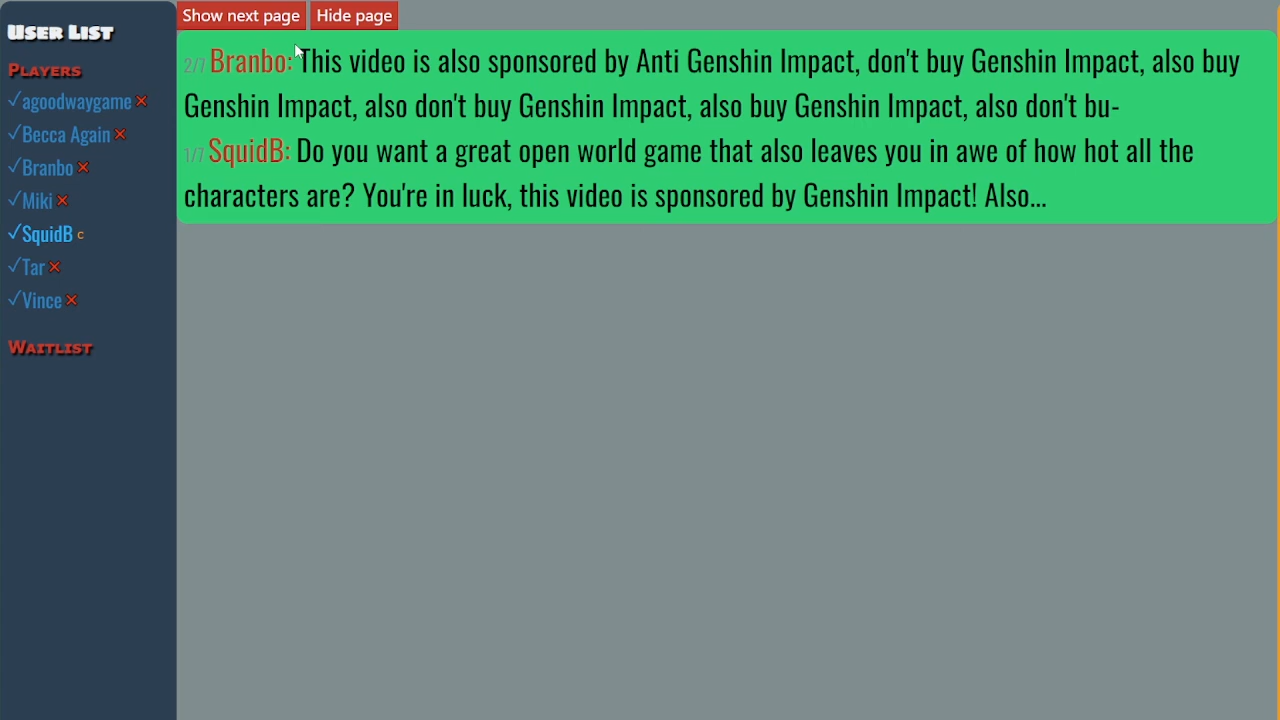 User List
Players
✓agoodwaygame ✕
✓Becca Again ✕
✓Branbo ✕
✓Miki ✕
✓SquidB c
✓Tar ✕
✓Vince ✕
Waitlist
Show next page Hide page
2/7 Branbo: This video is also sponsored by Anti Genshin Impact, don't buy Genshin Impact, also buy
Genshin Impact, also don't buy Genshin Impact, also buy Genshin Impact, also don't bu-
1/7 SquidB: Do you want a great open world game that also leaves you in awe of how hot all the
characters are? You're in luck, this video is sponsored by Genshin Impact! Also...